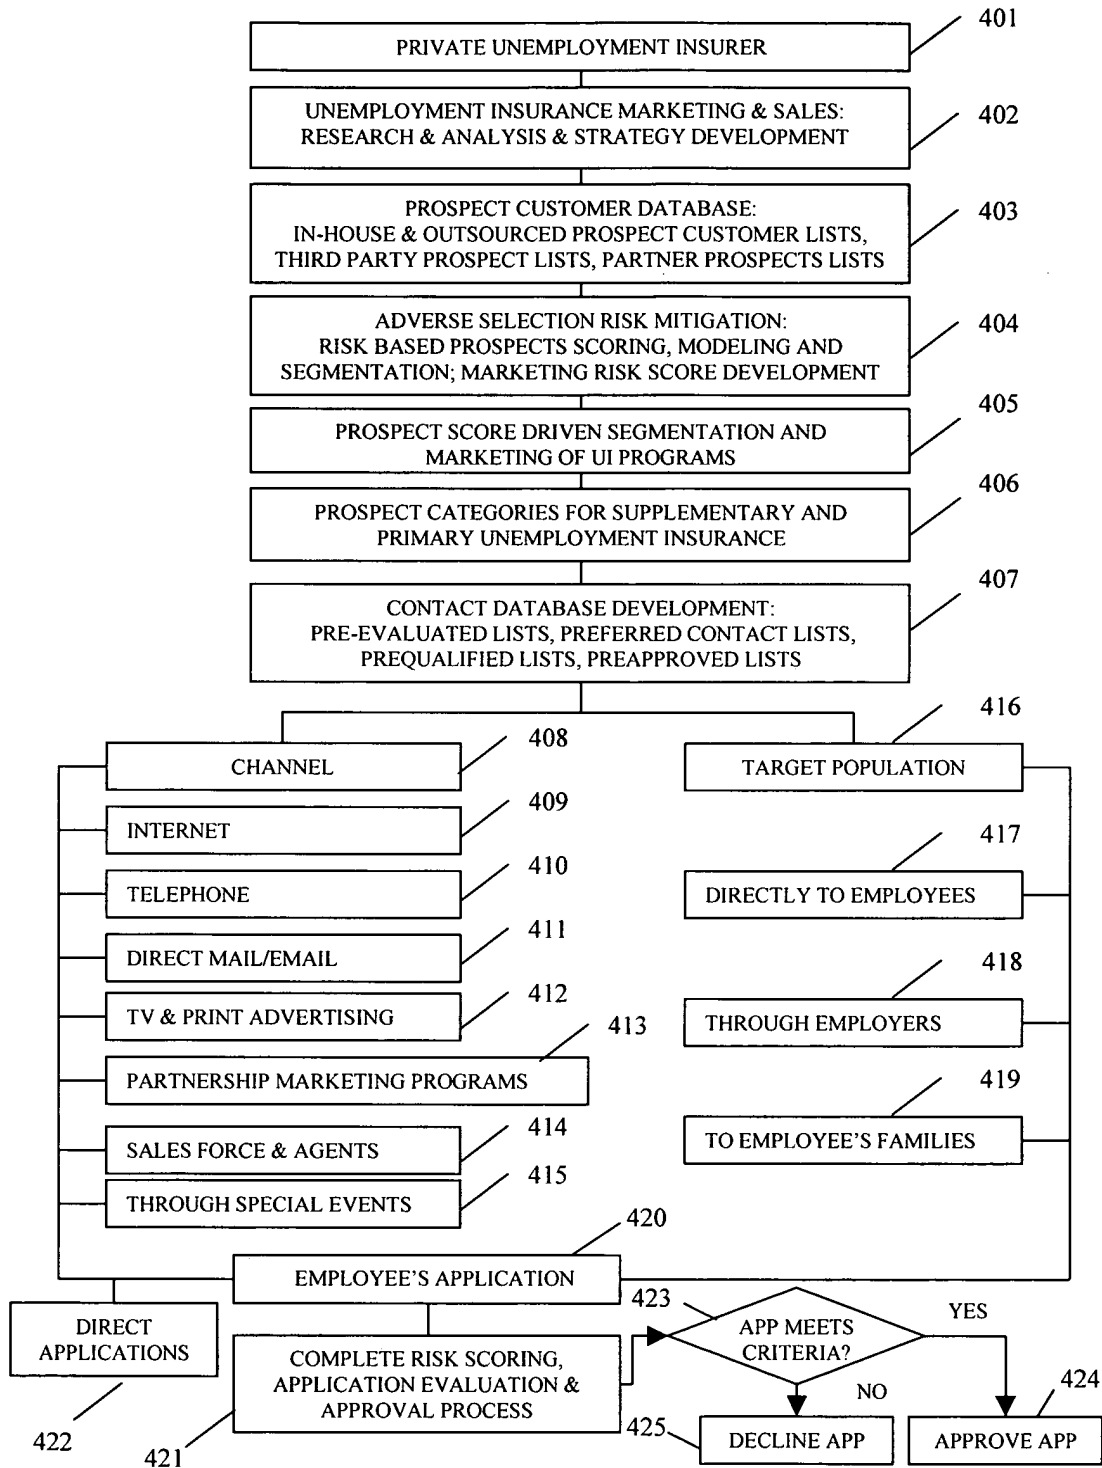 401
PRIVATE UNEMPLOYMENT INSURER
UNEMPLOYMENT INSURANCE MARKETING & SALES:
RESEARCH & ANALYSIS & STRATEGY DEVELOPMENT
402
PROSPECT CUSTOMER DATABASE:
IN-HOUSE & OUTSOURCED PROSPECT CUSTOMER LISTS,
THIRD PARTY PROSPECT LISTS, PARTNER PROSPECTS LISTS
403
ADVERSE SELECTION RISK MITIGATION:
RISK BASED PROSPECTS SCORING, MODELING AND
SEGMENTATION; MARKETING RISK SCORE DEVELOPMENT
404
405
PROSPECT SCORE DRIVEN SEGMENTATION AND
MARKETING OF UI PROGRAMS
406
PROSPECT CATEGORIES FOR SUPPLEMENTARY AND
PRIMARY UNEMPLOYMENT INSURANCE
407
CONTACT DATABASE DEVELOPMENT:
PRE-EVALUATED LISTS, PREFERRED CONTACT LISTS,
PREQUALIFIED LISTS, PREAPPROVED LISTS
408
CHANNEL
409
INTERNET
410
TELEPHONE
411
DIRECT MAIL/EMAIL
412
TV & PRINT ADVERTISING
413
PARTNERSHIP MARKETING PROGRAMS
414
SALES FORCE & AGENTS
415
THROUGH SPECIAL EVENTS
416
TARGET POPULATION
417
DIRECTLY TO EMPLOYEES
418
THROUGH EMPLOYERS
419
TO EMPLOYEE'S FAMILIES
420
EMPLOYEE'S APPLICATION
DIRECT
APPLICATIONS
422
COMPLETE RISK SCORING,
APPLICATION EVALUATION &
APPROVAL PROCESS
421
423
APP MEETS
CRITERIA?
YES
NO
424
425
DECLINE APP
APPROVE APP